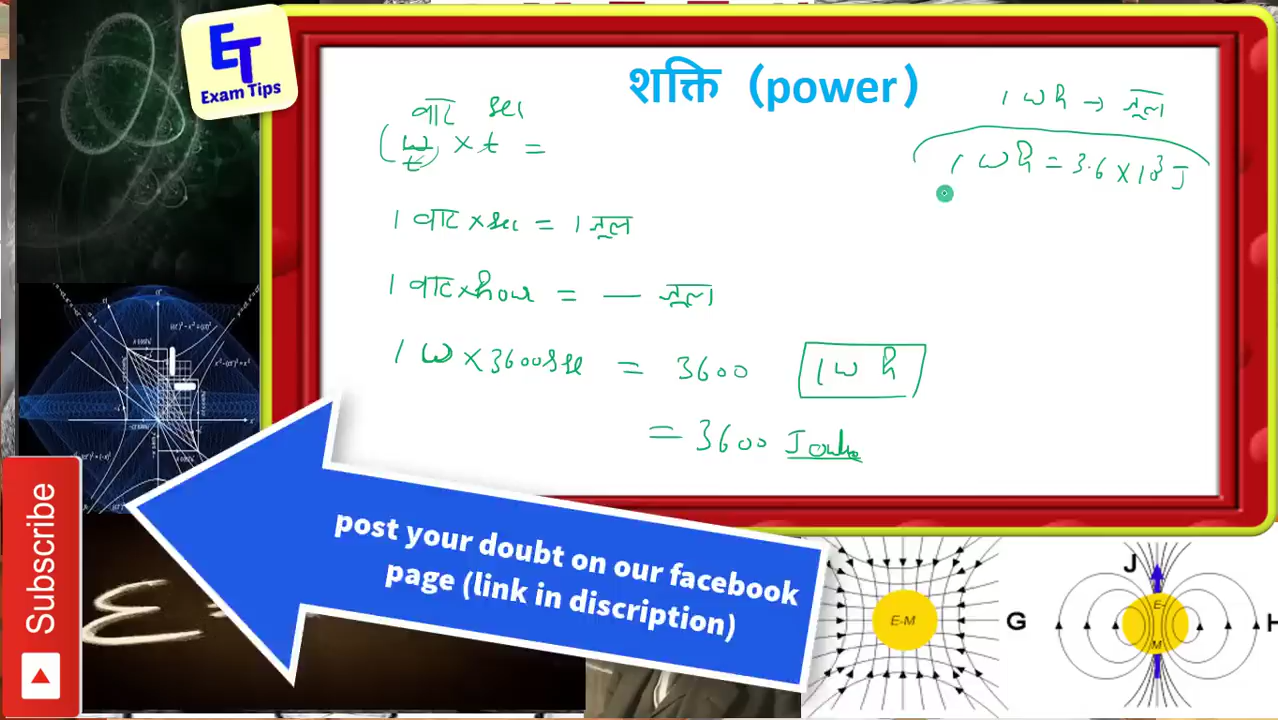 ET
Exam Tips
शक्ति (power)
वाट sec
(w/t) × t =
1 w h → जूल
1 w h = 3.6 × 10³ J
1 वाट × sec = 1 जूल
1 वाट × hour = — जूल
1 w × 3600 sec = 3600
1 w h
= 3600 Joule
Subscribe
post your doubt on our facebook
page (link in discription)
E-M
G
J
E-
M
H